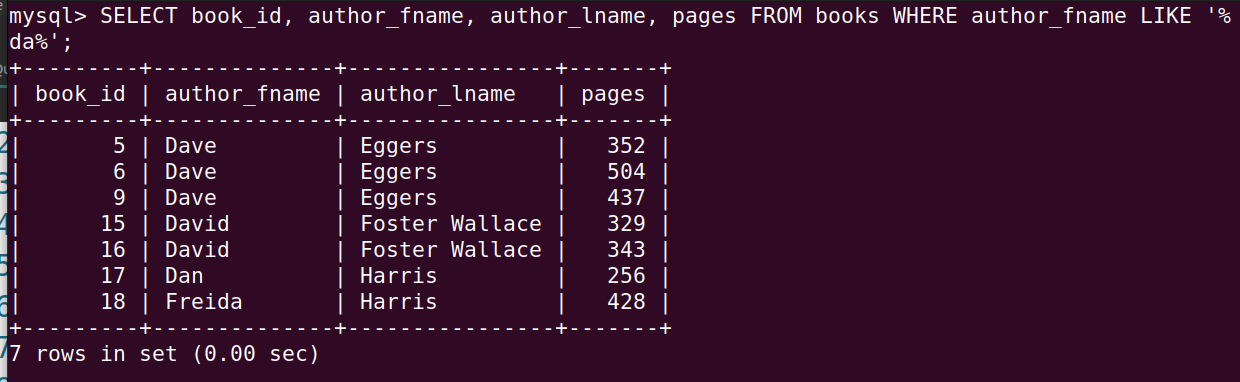 mysql> SELECT book_id, author_fname, author_lname, pages FROM books WHERE author_fname LIKE '%
da%';
+---------+--------------+----------------+-------+
| book_id | author_fname | author_lname   | pages |
+---------+--------------+----------------+-------+
|       5 | Dave         | Eggers         |   352 |
|       6 | Dave         | Eggers         |   504 |
|       9 | Dave         | Eggers         |   437 |
|      15 | David        | Foster Wallace |   329 |
|      16 | David        | Foster Wallace |   343 |
|      17 | Dan          | Harris         |   256 |
|      18 | Freida       | Harris         |   428 |
+---------+--------------+----------------+-------+
7 rows in set (0.00 sec)